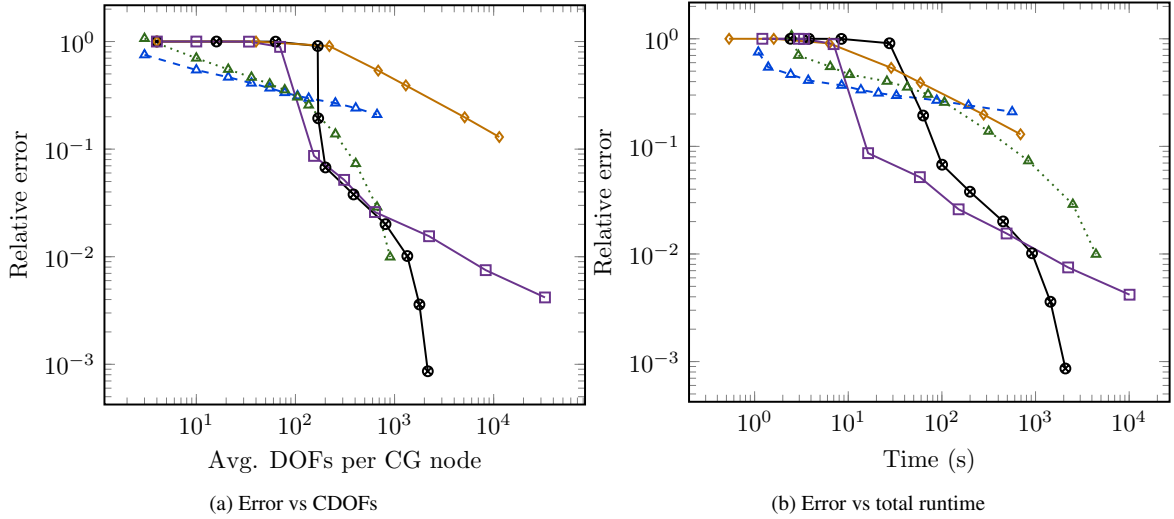 10^0
10^-1
10^-2
10^-3
Relative error
10^1
10^2
10^3
10^4
Avg. DOFs per CG node
(a) Error vs CDOFs
10^0
10^-1
10^-2
10^-3
Relative error
10^0
10^1
10^2
10^3
10^4
Time (s)
(b) Error vs total runtime